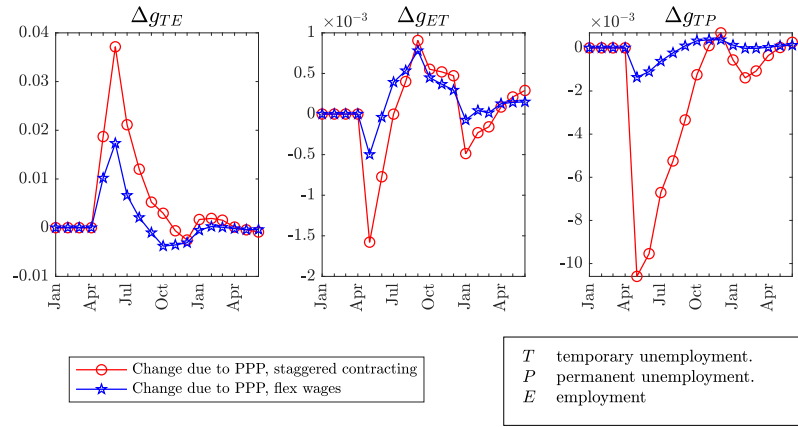 Δg_TE
0.04
0.03
0.02
0.01
0
-0.01
Jan
Apr
Jul
Oct
Jan
Apr
Δg_ET
×10⁻³
1
0.5
0
-0.5
-1
-1.5
-2
Jan
Apr
Jul
Oct
Jan
Apr
Δg_TP
×10⁻³
0
-2
-4
-6
-8
-10
Jan
Apr
Jul
Oct
Jan
Apr
Change due to PPP, staggered contracting
Change due to PPP, flex wages
T temporary unemployment.
P permanent unemployment.
E employment